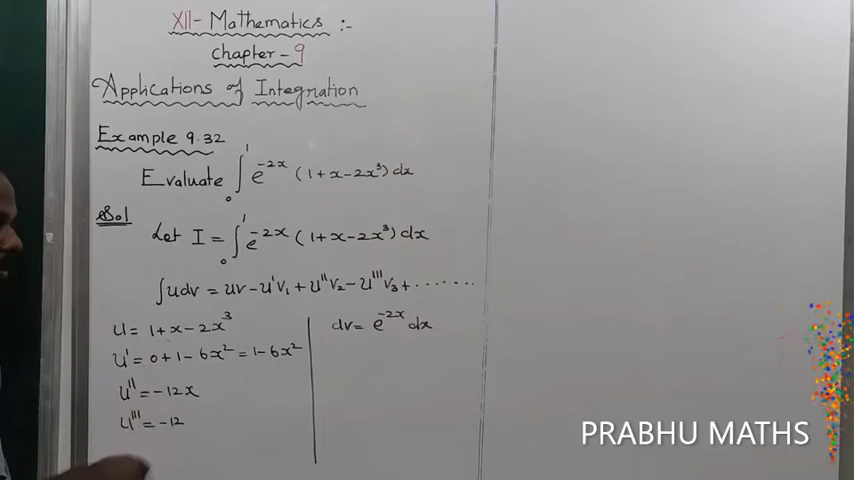 XII- Mathematics :-
Chapter-9
Applications of Integration
Example 9.32
Evaluate ∫₀¹ e^{-2x} (1+x-2x³) dx
Sol
Let I = ∫₀¹ e^{-2x} (1+x-2x³) dx
∫udv = uv - u'v₁ + u''v₂ - u'''v₃ + .......
u = 1+x-2x³
u' = 0+1-6x² = 1-6x²
u'' = -12x
u''' = -12
dv = e^{-2x} dx
PRABHU MATHS